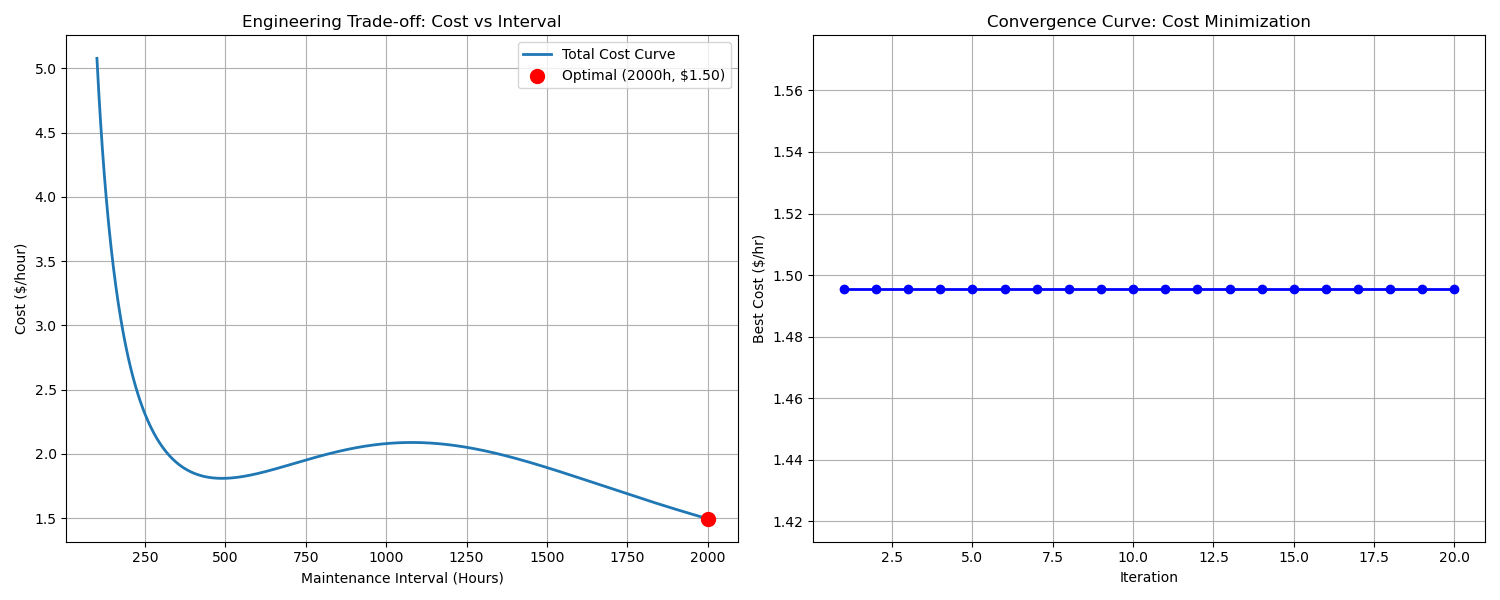 Engineering Trade-off: Cost vs Interval
Total Cost Curve
Optimal (2000h, $1.50)
5.0
4.5
4.0
3.5
3.0
2.5
2.0
1.5
Cost ($/hour)
250 500 750 1000 1250 1500 1750 2000
Maintenance Interval (Hours)
Convergence Curve: Cost Minimization
1.56
1.54
1.52
1.50
1.48
1.46
1.44
1.42
Best Cost ($/hr)
2.5 5.0 7.5 10.0 12.5 15.0 17.5 20.0
Iteration